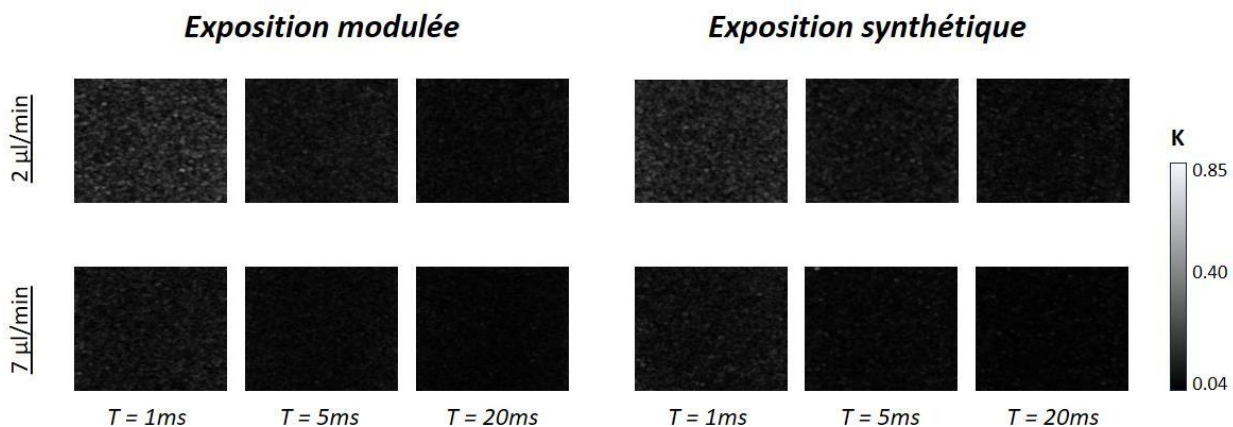 Exposition modulée
Exposition synthétique
2 µl/min
K
0.85
0.40
0.04
7 µl/min
T = 1ms
T = 5ms
T = 20ms
T = 1ms
T = 5ms
T = 20ms